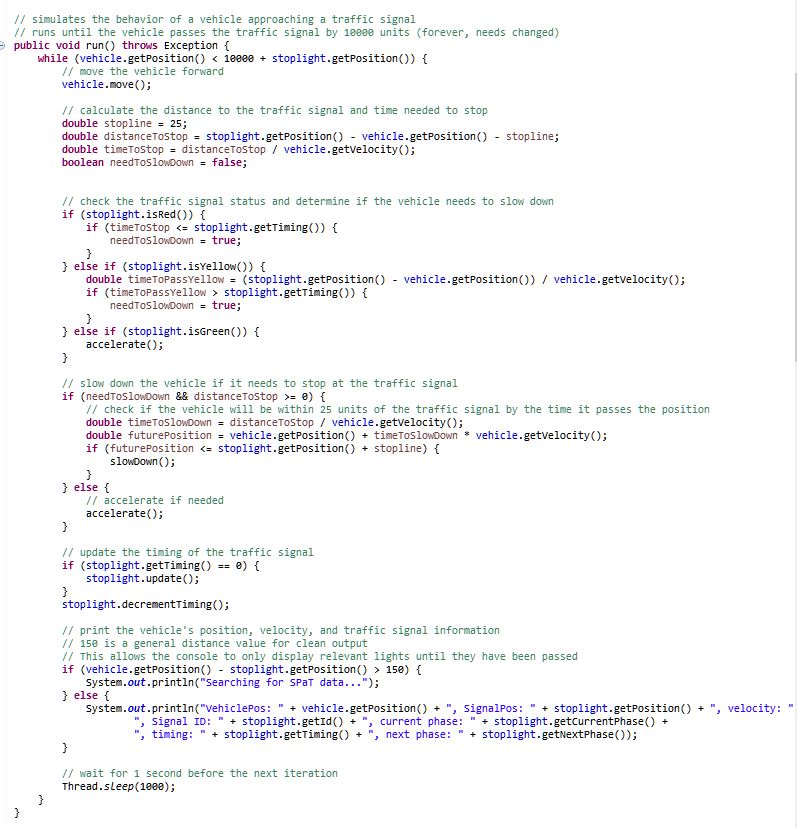 // simulates the behavior of a vehicle approaching a traffic signal
// runs until the vehicle passes the traffic signal by 10000 units (forever, needs changed)
public void run() throws Exception {
    while (vehicle.getPosition() < 10000 + stoplight.getPosition()) {
        // move the vehicle forward
        vehicle.move();

        // calculate the distance to the traffic signal and time needed to stop
        double stopline = 25;
        double distanceToStop = stoplight.getPosition() - vehicle.getPosition() - stopline;
        double timeToStop = distanceToStop / vehicle.getVelocity();
        boolean needToSlowDown = false;


        // check the traffic signal status and determine if the vehicle needs to slow down
        if (stoplight.isRed()) {
            if (timeToStop <= stoplight.getTiming()) {
                needToSlowDown = true;
            }
        } else if (stoplight.isYellow()) {
            double timeToPassYellow = (stoplight.getPosition() - vehicle.getPosition()) / vehicle.getVelocity();
            if (timeToPassYellow > stoplight.getTiming()) {
                needToSlowDown = true;
            }
        } else if (stoplight.isGreen()) {
            accelerate();
        }

        // slow down the vehicle if it needs to stop at the traffic signal
        if (needToSlowDown && distanceToStop >= 0) {
            // check if the vehicle will be within 25 units of the traffic signal by the time it passes the position
            double timeToSlowDown = distanceToStop / vehicle.getVelocity();
            double futurePosition = vehicle.getPosition() + timeToSlowDown * vehicle.getVelocity();
            if (futurePosition <= stoplight.getPosition() + stopline) {
                slowDown();
            }
        } else {
            // accelerate if needed
            accelerate();
        }

        // update the timing of the traffic signal
        if (stoplight.getTiming() == 0) {
            stoplight.update();
        }
        stoplight.decrementTiming();

        // print the vehicle's position, velocity, and traffic signal information
        // 150 is a general distance value for clean output
        // This allows the console to only display relevant lights until they have been passed
        if (vehicle.getPosition() - stoplight.getPosition() > 150) {
            System.out.println("Searching for SPaT data...");
        } else {
            System.out.println("VehiclePos: " + vehicle.getPosition() + ", SignalPos: " + stoplight.getPosition() + ", velocity: "
                    ", Signal ID: " + stoplight.getId() + ", current phase: " + stoplight.getCurrentPhase() +
                    ", timing: " + stoplight.getTiming() + ", next phase: " + stoplight.getNextPhase());
        }

        // wait for 1 second before the next iteration
        Thread.sleep(1000);
    }
}